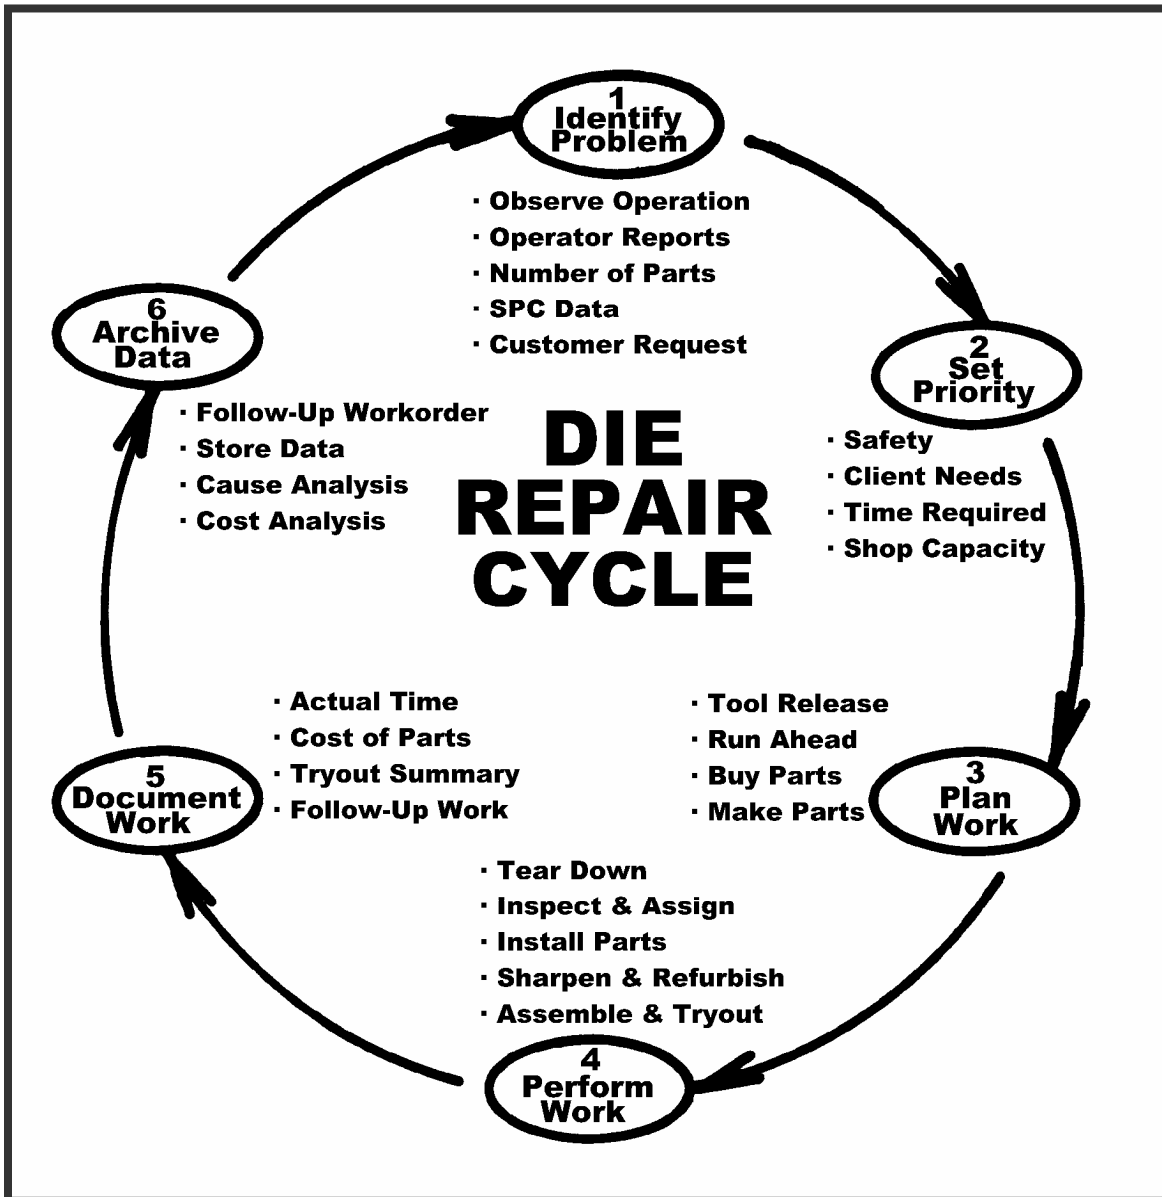 1
Identify
Problem
· Observe Operation
· Operator Reports
· Number of Parts
· SPC Data
· Customer Request
2
Set
Priority
· Safety
· Client Needs
· Time Required
· Shop Capacity
DIE
REPAIR
CYCLE
· Tool Release
· Run Ahead
· Buy Parts
· Make Parts
3
Plan
Work
· Tear Down
· Inspect & Assign
· Install Parts
· Sharpen & Refurbish
· Assemble & Tryout
4
Perform
Work
5
Document
Work
· Actual Time
· Cost of Parts
· Tryout Summary
· Follow-Up Work
6
Archive
Data
· Follow-Up Workorder
· Store Data
· Cause Analysis
· Cost Analysis